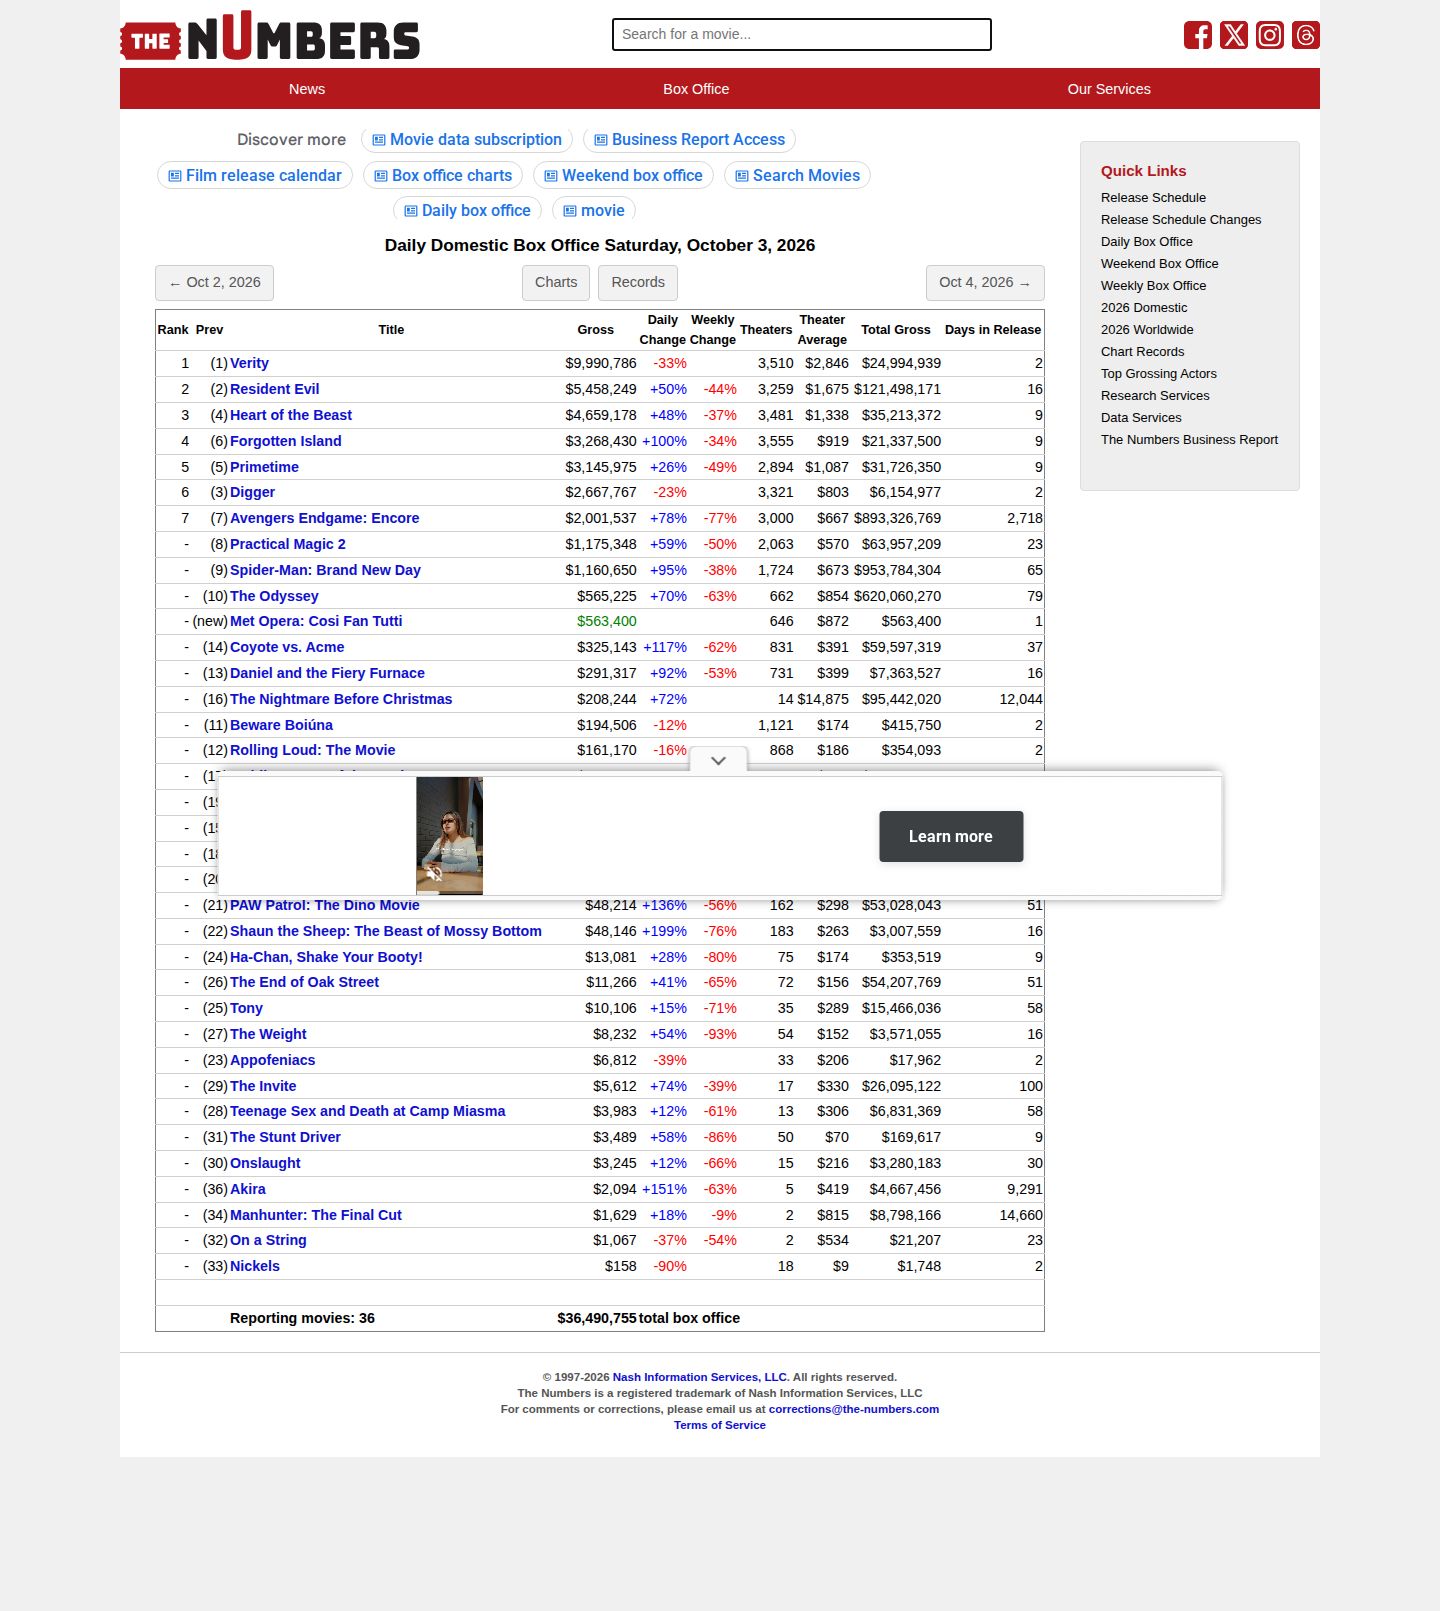 THE NUMBERS
Search for a movie...
News Box Office Our Services
Discover more Movie data subscription Business Report Access
Film release calendar Box office charts Weekend box office Search Movies
Daily box office movie
Daily Domestic Box Office Saturday, October 3, 2026
← Oct 2, 2026 Charts Records Oct 4, 2026 →
Rank Prev Title Gross Daily Change Weekly Change Theaters Theater Average Total Gross Days in Release
1 (1) Verity $9,990,786 -33% 3,510 $2,846 $24,994,939 2
2 (2) Resident Evil $5,458,249 +50% -44% 3,259 $1,675 $121,498,171 16
3 (4) Heart of the Beast $4,659,178 +48% -37% 3,481 $1,338 $35,213,372 9
4 (6) Forgotten Island $3,268,430 +100% -34% 3,555 $919 $21,337,500 9
5 (5) Primetime $3,145,975 +26% -49% 2,894 $1,087 $31,726,350 9
6 (3) Digger $2,667,767 -23% 3,321 $803 $6,154,977 2
7 (7) Avengers Endgame: Encore $2,001,537 +78% -77% 3,000 $667 $893,326,769 2,718
- (8) Practical Magic 2 $1,175,348 +59% -50% 2,063 $570 $63,957,209 23
- (9) Spider-Man: Brand New Day $1,160,650 +95% -38% 1,724 $673 $953,784,304 65
- (10) The Odyssey $565,225 +70% -63% 662 $854 $620,060,270 79
- (new) Met Opera: Cosi Fan Tutti $563,400 646 $872 $563,400 1
- (14) Coyote vs. Acme $325,143 +117% -62% 831 $391 $59,597,319 37
- (13) Daniel and the Fiery Furnace $291,317 +92% -53% 731 $399 $7,363,527 16
- (16) The Nightmare Before Christmas $208,244 +72% 14 $14,875 $95,442,020 12,044
- (11) Beware Boiúna $194,506 -12% 1,121 $174 $415,750 2
- (12) Rolling Loud: The Movie $161,170 -16% 868 $186 $354,093 2
-
-
-
-
-
Learn more
- (21) PAW Patrol: The Dino Movie $48,214 +136% -56% 162 $298 $53,028,043 51
- (22) Shaun the Sheep: The Beast of Mossy Bottom $48,146 +199% -76% 183 $263 $3,007,559 16
- (24) Ha-Chan, Shake Your Booty! $13,081 +28% -80% 75 $174 $353,519 9
- (26) The End of Oak Street $11,266 +41% -65% 72 $156 $54,207,769 51
- (25) Tony $10,106 +15% -71% 35 $289 $15,466,036 58
- (27) The Weight $8,232 +54% -93% 54 $152 $3,571,055 16
- (23) Appofeniacs $6,812 -39% 33 $206 $17,962 2
- (29) The Invite $5,612 +74% -39% 17 $330 $26,095,122 100
- (28) Teenage Sex and Death at Camp Miasma $3,983 +12% -61% 13 $306 $6,831,369 58
- (31) The Stunt Driver $3,489 +58% -86% 50 $70 $169,617 9
- (30) Onslaught $3,245 +12% -66% 15 $216 $3,280,183 30
- (36) Akira $2,094 +151% -63% 5 $419 $4,667,456 9,291
- (34) Manhunter: The Final Cut $1,629 +18% -9% 2 $815 $8,798,166 14,660
- (32) On a String $1,067 -37% -54% 2 $534 $21,207 23
- (33) Nickels $158 -90% 18 $9 $1,748 2
Reporting movies: 36 $36,490,755 total box office
Quick Links
Release Schedule
Release Schedule Changes
Daily Box Office
Weekend Box Office
Weekly Box Office
2026 Domestic
2026 Worldwide
Chart Records
Top Grossing Actors
Research Services
Data Services
The Numbers Business Report
© 1997-2026 Nash Information Services, LLC. All rights reserved.
The Numbers is a registered trademark of Nash Information Services, LLC
For comments or corrections, please email us at corrections@the-numbers.com
Terms of Service